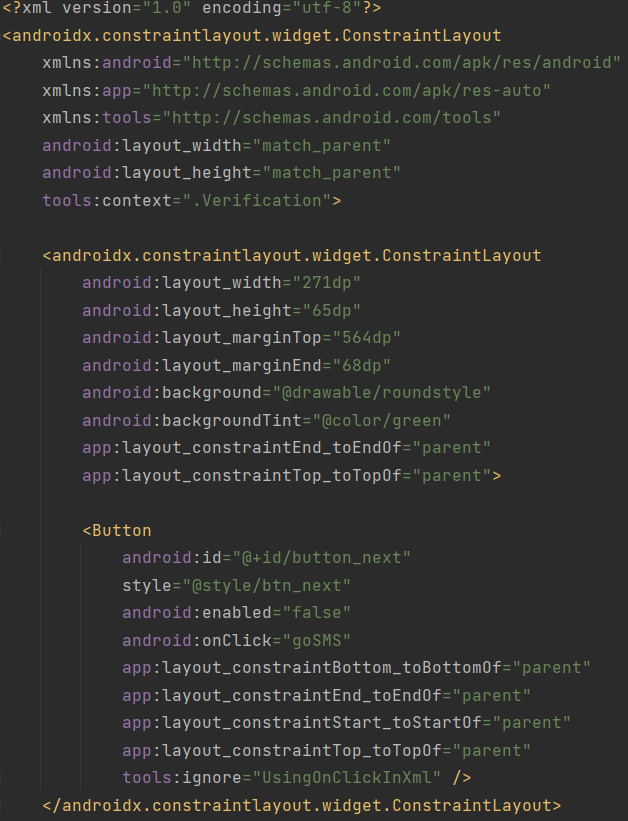 <?xml version="1.0" encoding="utf-8"?>
<androidx.constraintlayout.widget.ConstraintLayout
xmlns:android="http://schemas.android.com/apk/res/android"
xmlns:app="http://schemas.android.com/apk/res-auto"
xmlns:tools="http://schemas.android.com/tools"
android:layout_width="match_parent"
android:layout_height="match_parent"
tools:context=".Verification">
<androidx.constraintlayout.widget.ConstraintLayout
android:layout_width="271dp"
android:layout_height="65dp"
android:layout_marginTop="564dp"
android:layout_marginEnd="68dp"
android:background="@drawable/roundstyle"
android:backgroundTint="@color/green"
app:layout_constraintEnd_toEndOf="parent"
app:layout_constraintTop_toTopOf="parent">
<Button
android:id="@+id/button_next"
style="@style/btn_next"
android:enabled="false"
android:onClick="goSMS"
app:layout_constraintBottom_toBottomOf="parent"
app:layout_constraintEnd_toEndOf="parent"
app:layout_constraintStart_toStartOf="parent"
app:layout_constraintTop_toTopOf="parent"
tools:ignore="UsingOnClickInXml" />
</androidx.constraintlayout.widget.ConstraintLayout>